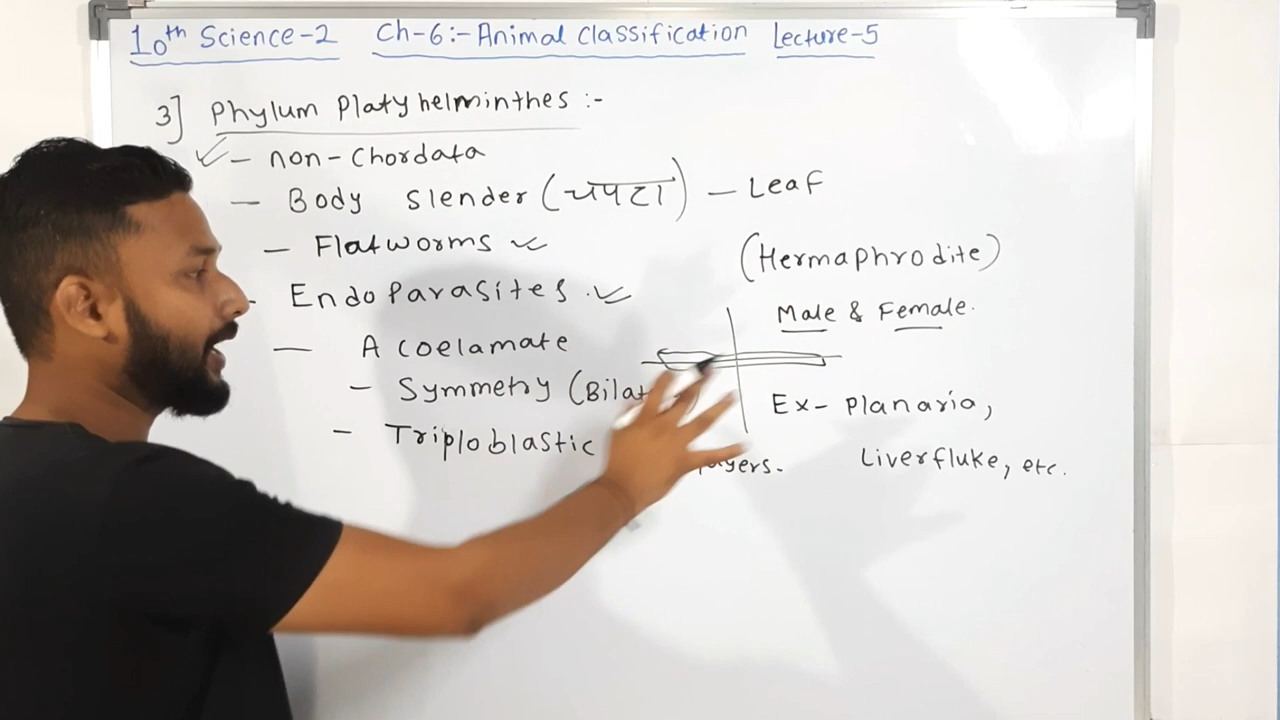 10th Science-2 Ch-6:- Animal classification Lecture-5
3] Phylum Platyhelminthes :-
- non-Chordata
- Body Slender (चपटा) - Leaf
- Flatworms
(Hermaphrodite)
- Endoparasites.
Male & Female.
- Acoelamate
- Symmetry (Bilat
Ex- Planaria,
- Triploblastic
Liverfluke, etc.